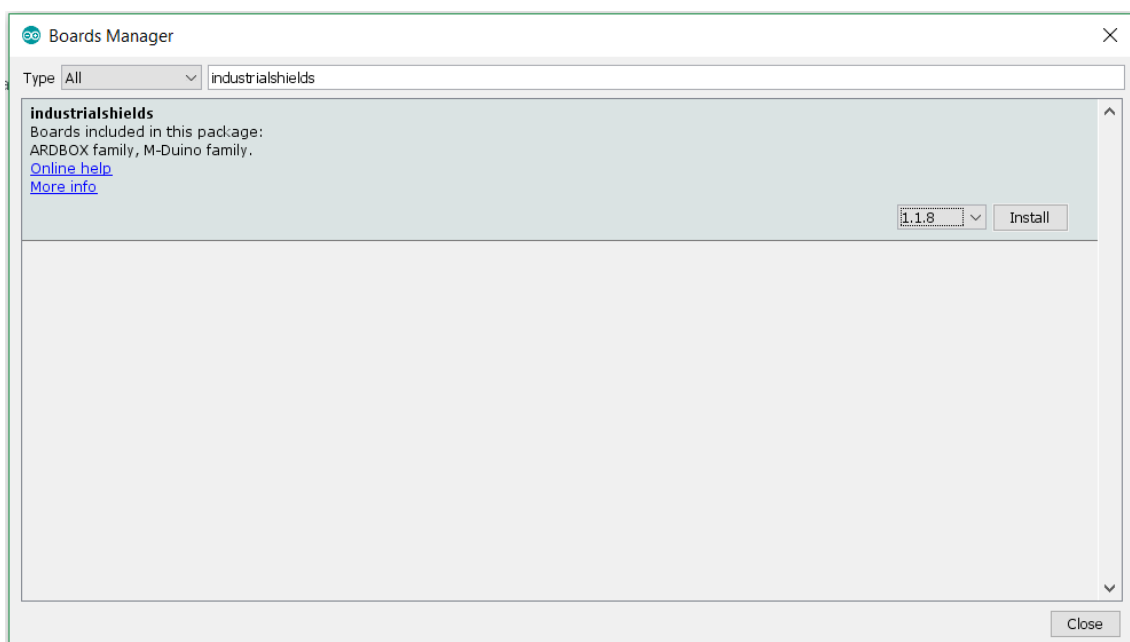 Boards Manager
Type All industrialshields
industrialshields
Boards included in this package:
ARDBOX family, M-Duino family.
Online help
More info
1.1.8 Install
Close